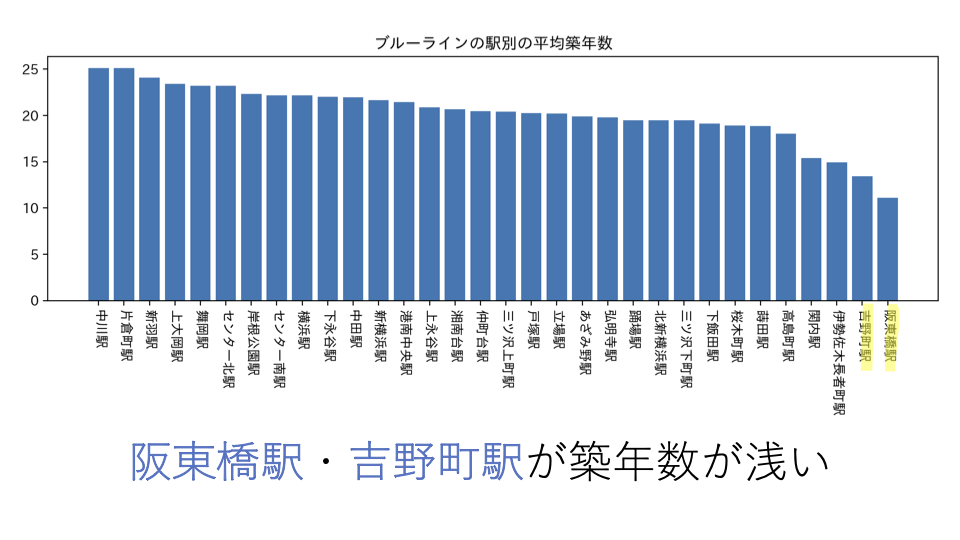 ブルーラインの駅別の平均築年数
25
20
15
10
5
0
中川駅
片倉町駅
新羽駅
上大岡駅
舞岡駅
センター北駅
岸根公園駅
センター南駅
横浜駅
下永谷駅
中田駅
新横浜駅
港南中央駅
上永谷駅
湘南台駅
仲町台駅
三ツ沢上町駅
戸塚駅
立場駅
あざみ野駅
弘明寺駅
踊場駅
北新横浜駅
三ツ沢下町駅
下飯田駅
桜木町駅
蒔田駅
高島町駅
関内駅
伊勢佐木長者町駅
吉野町駅
阪東橋駅
阪東橋駅・吉野町駅が築年数が浅い